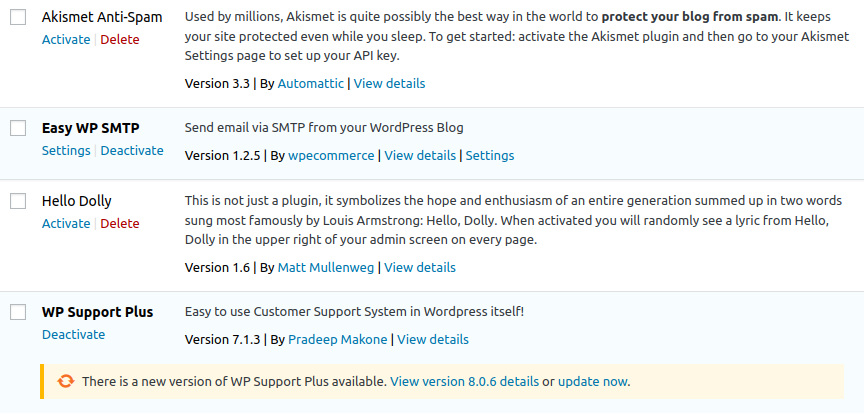 Akismet Anti-Spam
Activate | Delete
Used by millions, Akismet is quite possibly the best way in the world to protect your blog from spam. It keeps
your site protected even while you sleep. To get started: activate the Akismet plugin and then go to your Akismet
Settings page to set up your API key.
Version 3.3 | By Automattic | View details
Easy WP SMTP
Settings | Deactivate
Send email via SMTP from your WordPress Blog
Version 1.2.5 | By wpecommerce | View details | Settings
Hello Dolly
Activate | Delete
This is not just a plugin, it symbolizes the hope and enthusiasm of an entire generation summed up in two words
sung most famously by Louis Armstrong: Hello, Dolly. When activated you will randomly see a lyric from Hello,
Dolly in the upper right of your admin screen on every page.
Version 1.6 | By Matt Mullenweg | View details
WP Support Plus
Deactivate
Easy to use Customer Support System in Wordpress itself!
Version 7.1.3 | By Pradeep Makone | View details
There is a new version of WP Support Plus available. View version 8.0.6 details or update now.